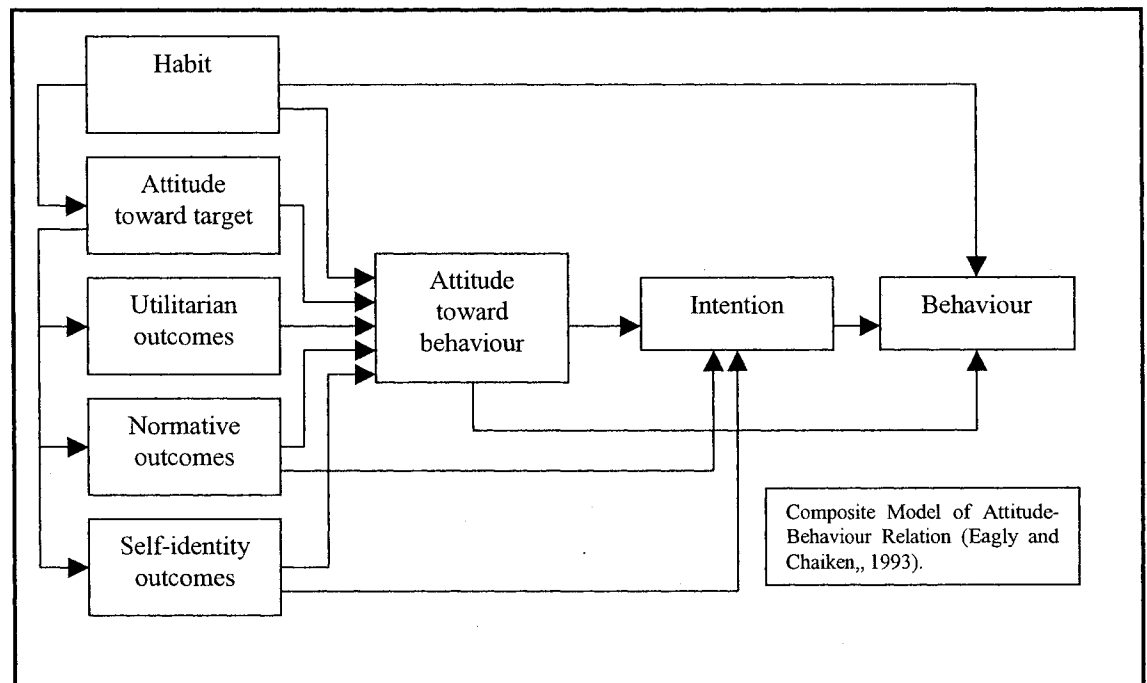 Habit
Attitude
toward target
Utilitarian
outcomes
Normative
outcomes
Self-identity
outcomes
Attitude
toward
behaviour
Intention
Behaviour
Composite Model of Attitude-
Behaviour Relation (Eagly and
Chaiken,, 1993).